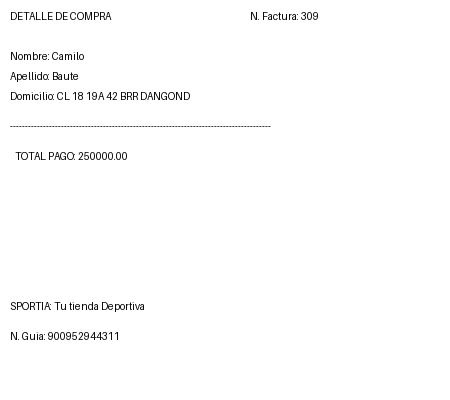 DETALLE DE COMPRA N. Factura: 309
Nombre: Camilo
Apellido: Baute
Domicilio: CL 18 19A 42 BRR DANGOND
--------------------------------------------------------------------------------------
TOTAL PAGO: 250000.00
SPORTIA: Tu tienda Deportiva
N. Guia: 900952944311